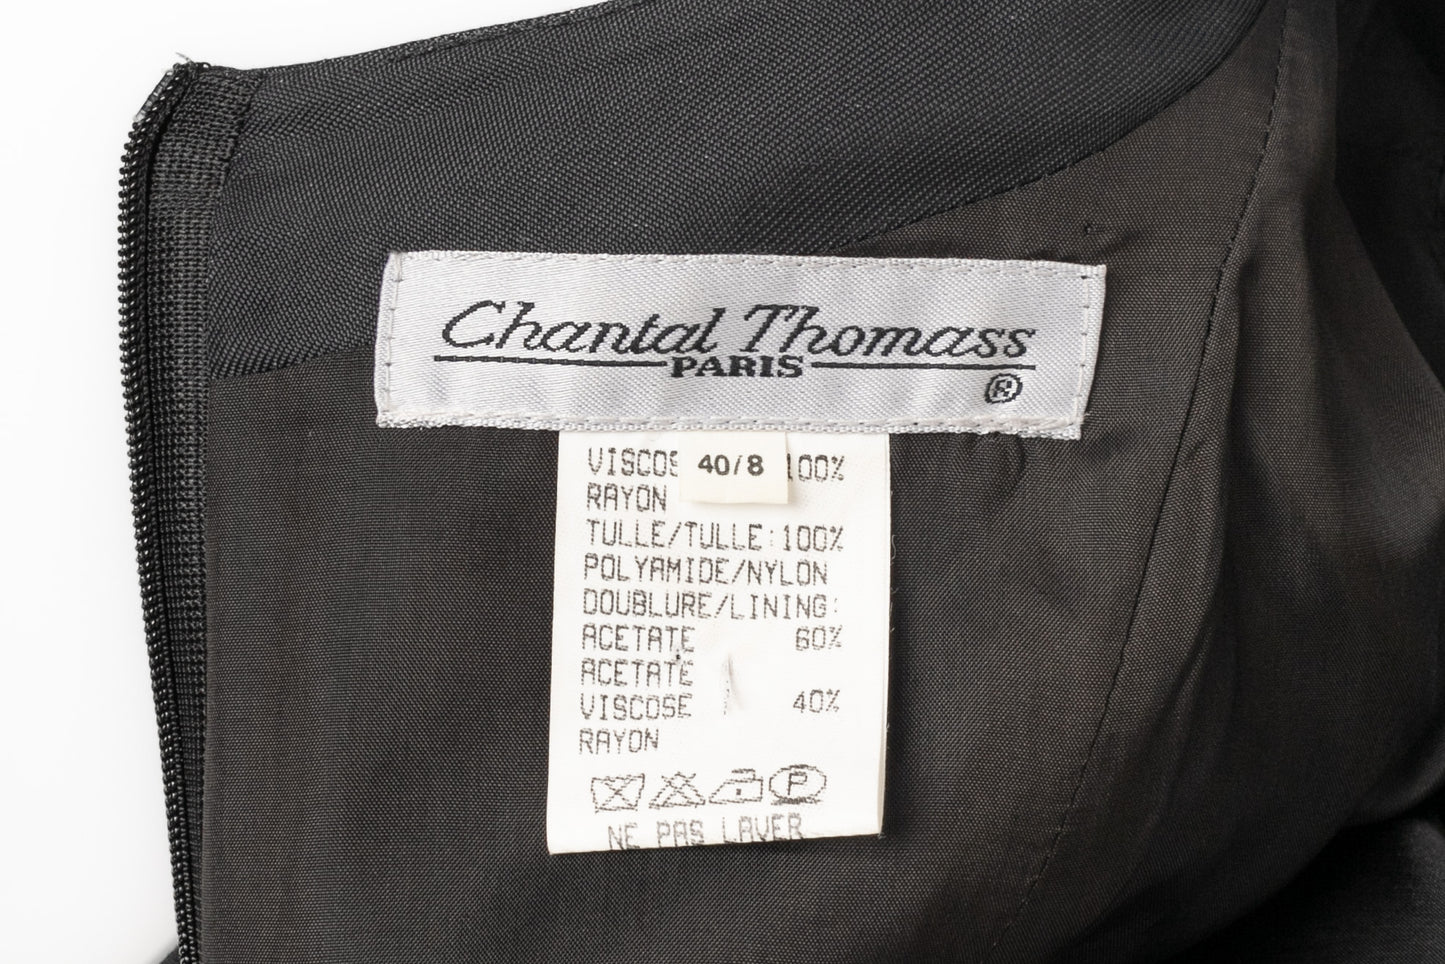 Chantal Thomass
PARIS
®
40/8
VISCOSE 100%
RAYON
TULLE/TULLE:100%
POLYAMIDE/NYLON
DOUBLURE/LINING:
ACETATE 60%
ACETATE
VISCOSE 40%
RAYON
P
NE PAS LAVER